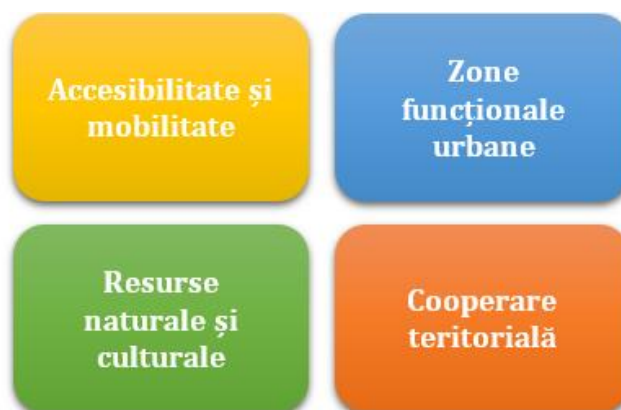 Accesibilitate și
mobilitate
Zone
funcționale
urbane
Resurse
naturale și
culturale
Cooperare
teritorială